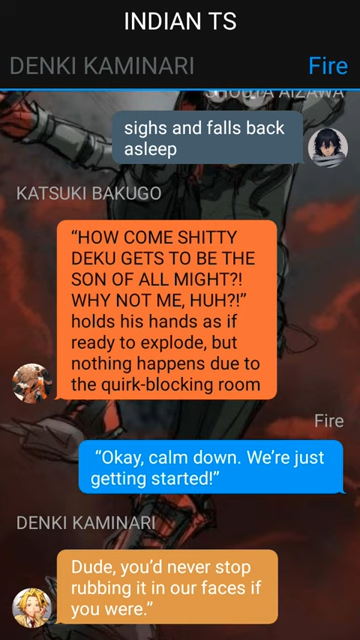 INDIAN TS
DENKI KAMINARI
Fire
SHOUTA AIZAWA
sighs and falls back
asleep
KATSUKI BAKUGO
“HOW COME SHITTY
DEKU GETS TO BE THE
SON OF ALL MIGHT?!
WHY NOT ME, HUH?!”
holds his hands as if
ready to explode, but
nothing happens due to
the quirk-blocking room
Fire
“Okay, calm down. We’re just
getting started!”
DENKI KAMINARI
Dude, you’d never stop
rubbing it in our faces if
you were.”